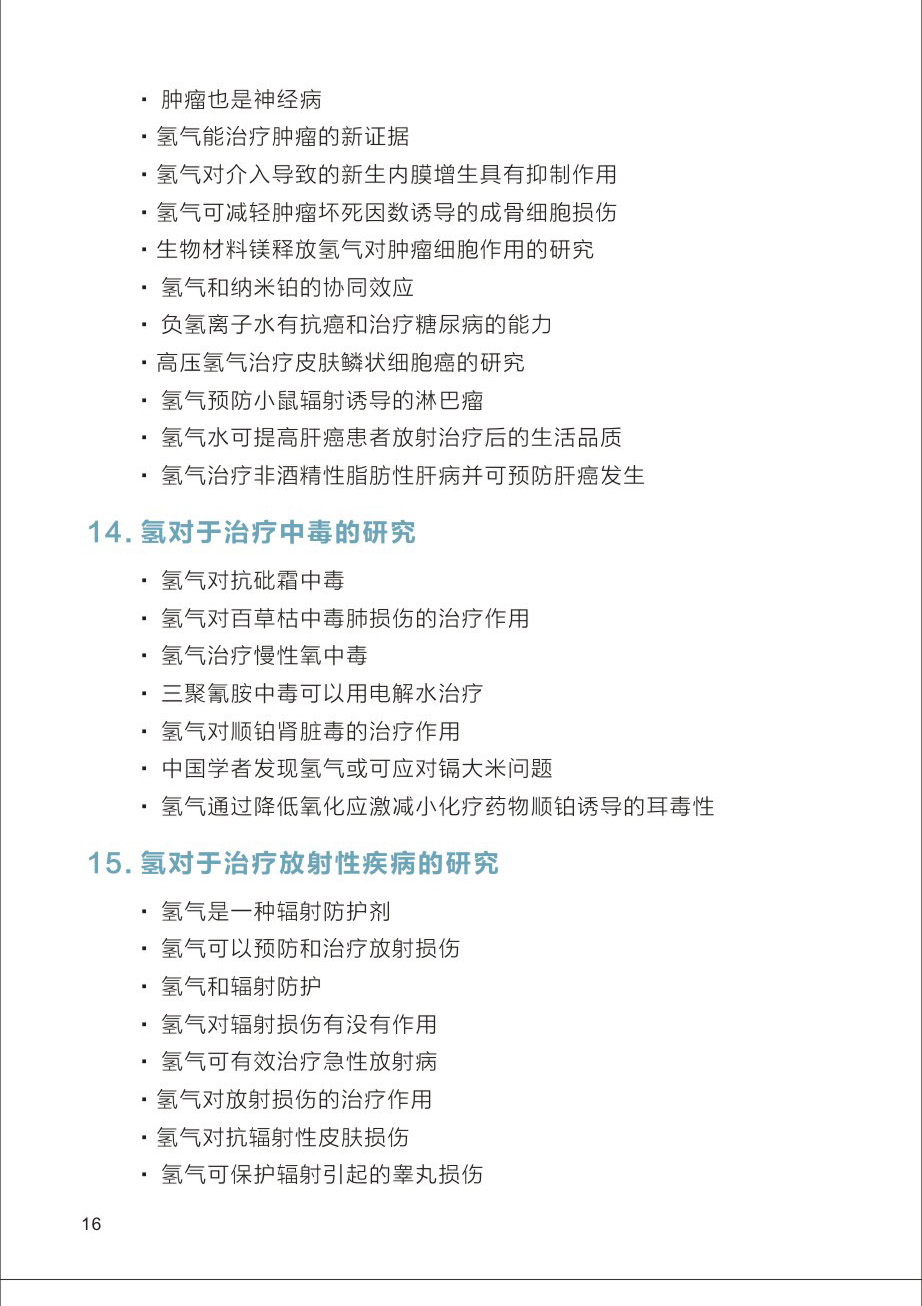 · 肿瘤也是神经病
· 氢气能治疗肿瘤的新证据
· 氢气对介入导致的新生内膜增生具有抑制作用
· 氢气可减轻肿瘤坏死因数诱导的成骨细胞损伤
· 生物材料镁释放氢气对肿瘤细胞作用的研究
· 氢气和纳米铂的协同效应
· 负氢离子水有抗癌和治疗糖尿病的能力
· 高压氢气治疗皮肤鳞状细胞癌的研究
· 氢气预防小鼠辐射诱导的淋巴瘤
· 氢气水可提高肝癌患者放射治疗后的生活品质
· 氢气治疗非酒精性脂肪性肝病并可预防肝癌发生
14. 氢对于治疗中毒的研究
· 氢气对抗砒霜中毒
· 氢气对百草枯中毒肺损伤的治疗作用
· 氢气治疗慢性氧中毒
· 三聚氰胺中毒可以用电解水治疗
· 氢气对顺铂肾脏毒的治疗作用
· 中国学者发现氢气或可应对镉大米问题
· 氢气通过降低氧化应激减小化疗药物顺铂诱导的耳毒性
15. 氢对于治疗放射性疾病的研究
· 氢气是一种辐射防护剂
· 氢气可以预防和治疗放射损伤
· 氢气和辐射防护
· 氢气对辐射损伤有没有作用
· 氢气可有效治疗急性放射病
· 氢气对放射损伤的治疗作用
· 氢气对抗辐射性皮肤损伤
· 氢气可保护辐射引起的睾丸损伤
16